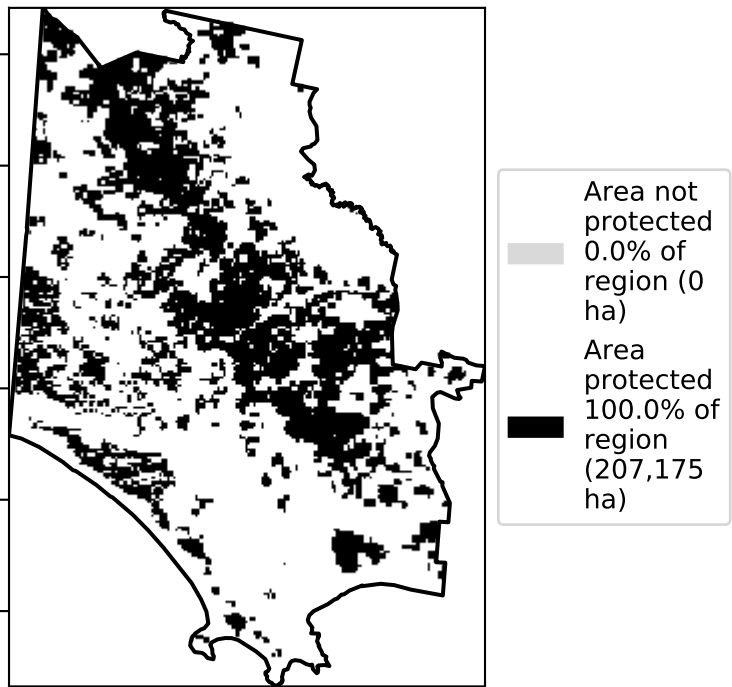 Area not
protected
0.0% of
region (0
ha)
Area
protected
100.0% of
region
(207,175
ha)